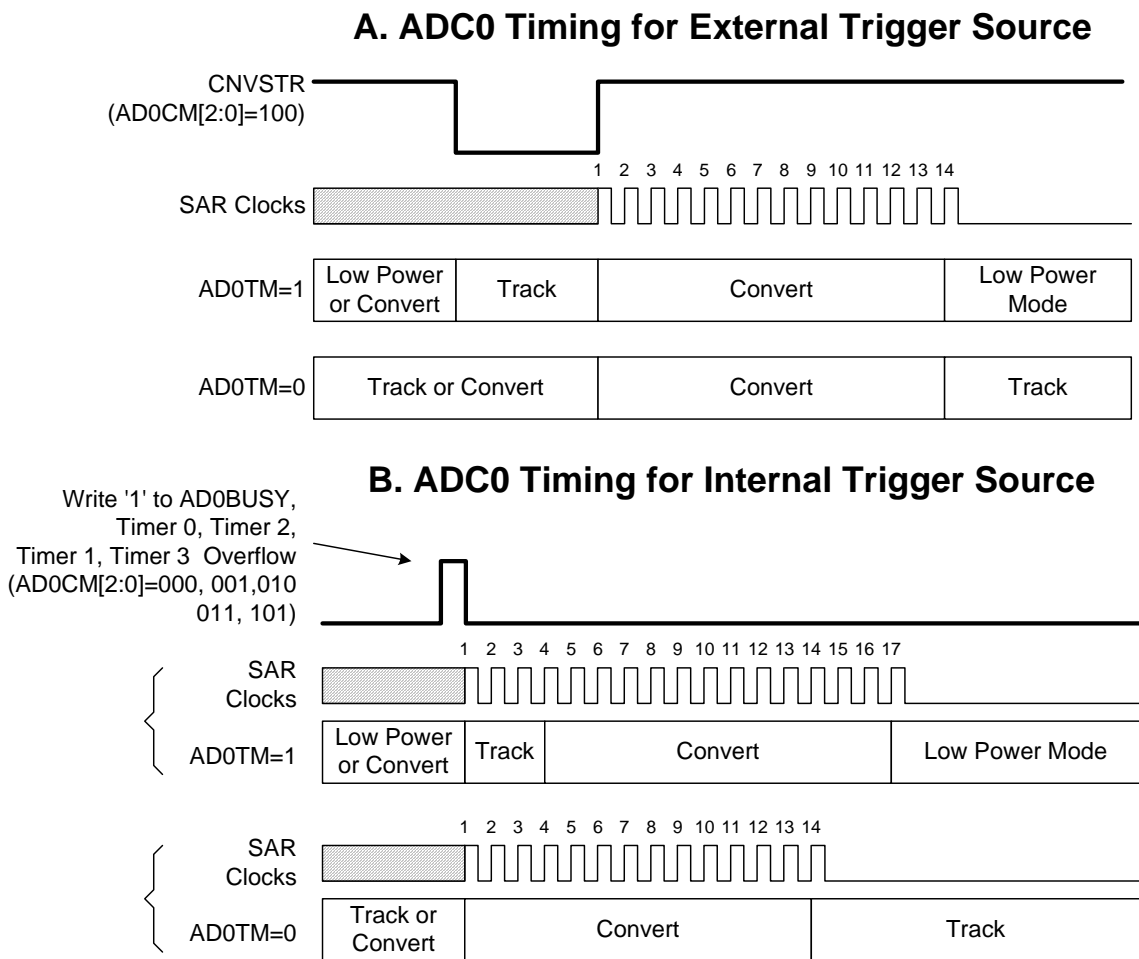 A. ADC0 Timing for External Trigger Source
CNVSTR
(AD0CM[2:0]=100)
1 2 3 4 5 6 7 8 9 10 11 12 13 14
SAR Clocks
AD0TM=1
Low Power
or Convert
Track
Convert
Low Power
Mode
AD0TM=0
Track or Convert
Convert
Track
B. ADC0 Timing for Internal Trigger Source
Write '1' to AD0BUSY,
Timer 0, Timer 2,
Timer 1, Timer 3 Overflow
(AD0CM[2:0]=000, 001,010
011, 101)
1 2 3 4 5 6 7 8 9 10 11 12 13 14 15 16 17
SAR
Clocks
AD0TM=1
Low Power
or Convert
Track
Convert
Low Power Mode
1 2 3 4 5 6 7 8 9 10 11 12 13 14
SAR
Clocks
AD0TM=0
Track or
Convert
Convert
Track